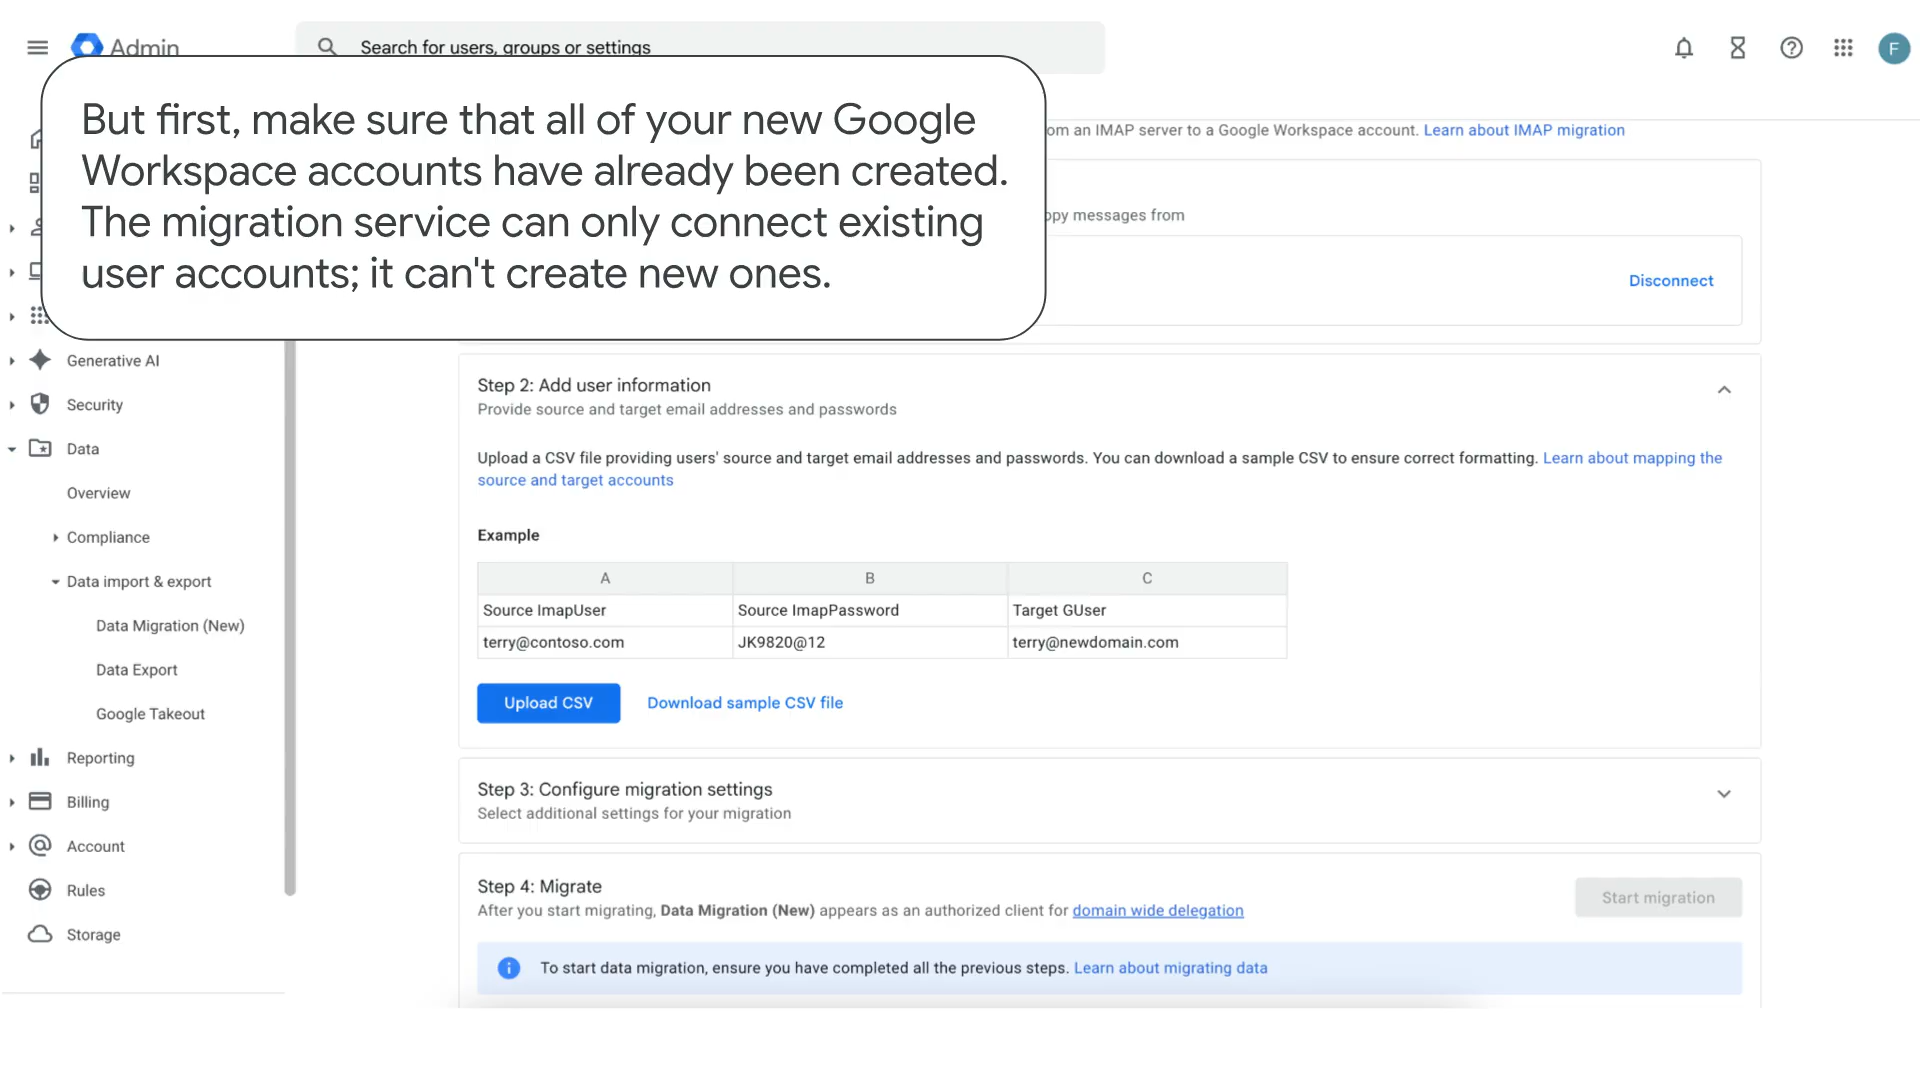 Admin
Search for users, groups or settings
F
But first, make sure that all of your new Google
Workspace accounts have already been created.
The migration service can only connect existing
user accounts; it can't create new ones.
om an IMAP server to a Google Workspace account. Learn about IMAP migration
opy messages from
Disconnect
Generative AI
Security
Data
Overview
Compliance
Data import & export
Data Migration (New)
Data Export
Google Takeout
Reporting
Billing
Account
Rules
Storage
Step 2: Add user information
Provide source and target email addresses and passwords
Upload a CSV file providing users' source and target email addresses and passwords. You can download a sample CSV to ensure correct formatting. Learn about mapping the
source and target accounts
Example
A B C
Source ImapUser Source ImapPassword Target GUser
terry@contoso.com JK9820@12 terry@newdomain.com
Upload CSV Download sample CSV file
Step 3: Configure migration settings
Select additional settings for your migration
Step 4: Migrate
After you start migrating, Data Migration (New) appears as an authorized client for domain wide delegation
Start migration
To start data migration, ensure you have completed all the previous steps. Learn about migrating data